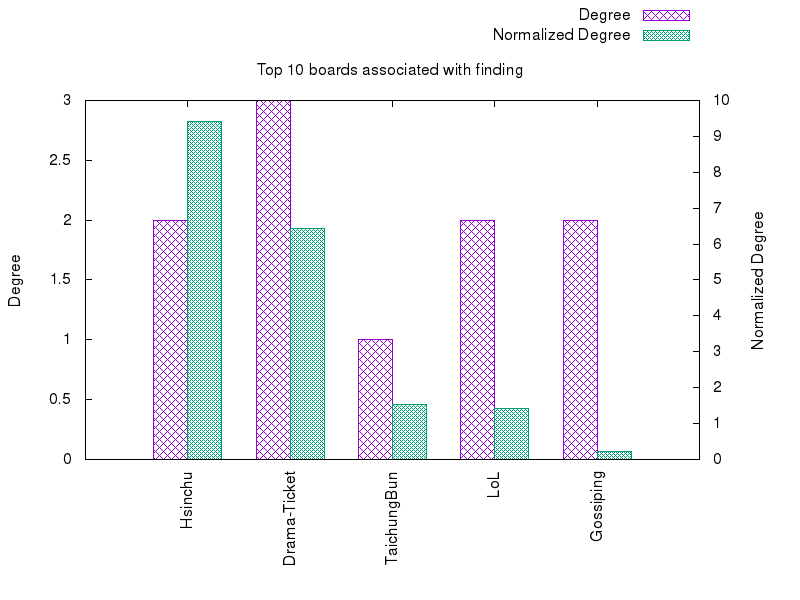 Degree
Normalized Degree
Top 10 boards associated with finding
3
2.5
2
1.5
1
0.5
0
10
9
8
7
6
5
4
3
2
1
0
Degree
Normalized Degree
Hsinchu
Drama-Ticket
TaichungBun
LoL
Gossiping